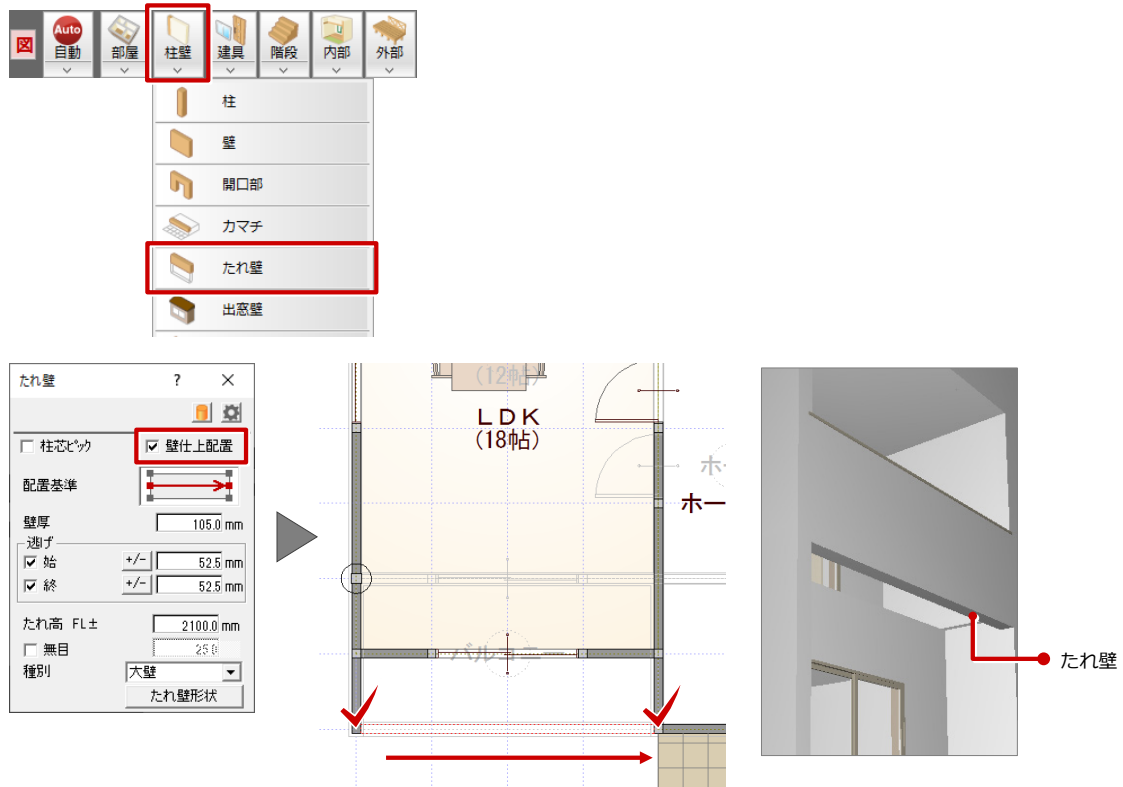 図
Auto
自動
部屋
柱壁
建具
階段
内部
外部
柱
壁
開口部
カマチ
たれ壁
出窓壁
たれ壁 ? ×
柱芯ピック 壁仕上配置
配置基準
壁厚 105.0 mm
逃げ
始 +/- 52.5 mm
終 +/- 52.5 mm
たれ高 FL± 2100.0 mm
無目 25.0
種別 大壁
たれ壁形状
(12帖)
LDK
(18帖)
ホー
ホー
バルコニー
たれ壁